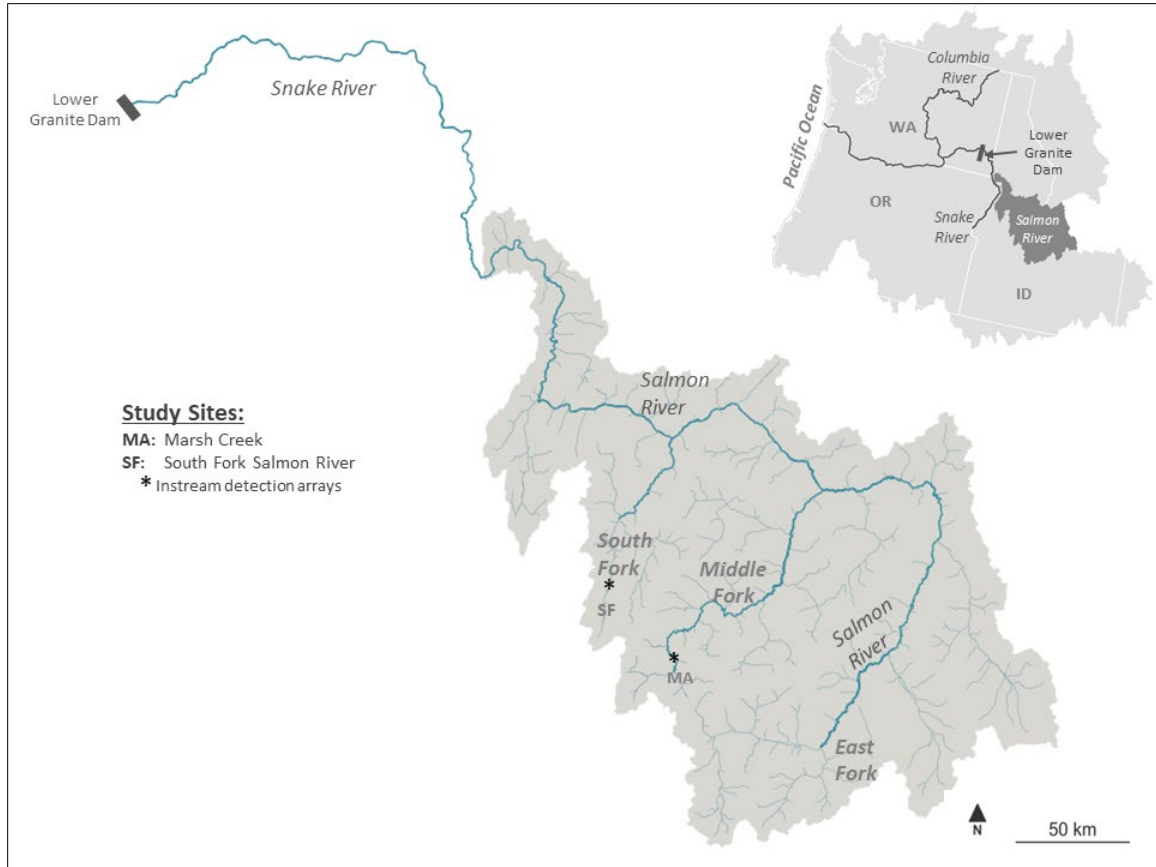 Snake River
Lower
Granite Dam
Columbia
River
WA
Pacific Ocean
Lower
Granite
Dam
OR
Snake
River
Salmon
River
ID
Salmon
River
Study Sites:
MA: Marsh Creek
SF: South Fork Salmon River
* Instream detection arrays
South
Fork
*
SF
Middle
Fork
*
MA
Salmon
River
East
Fork
N
50 km